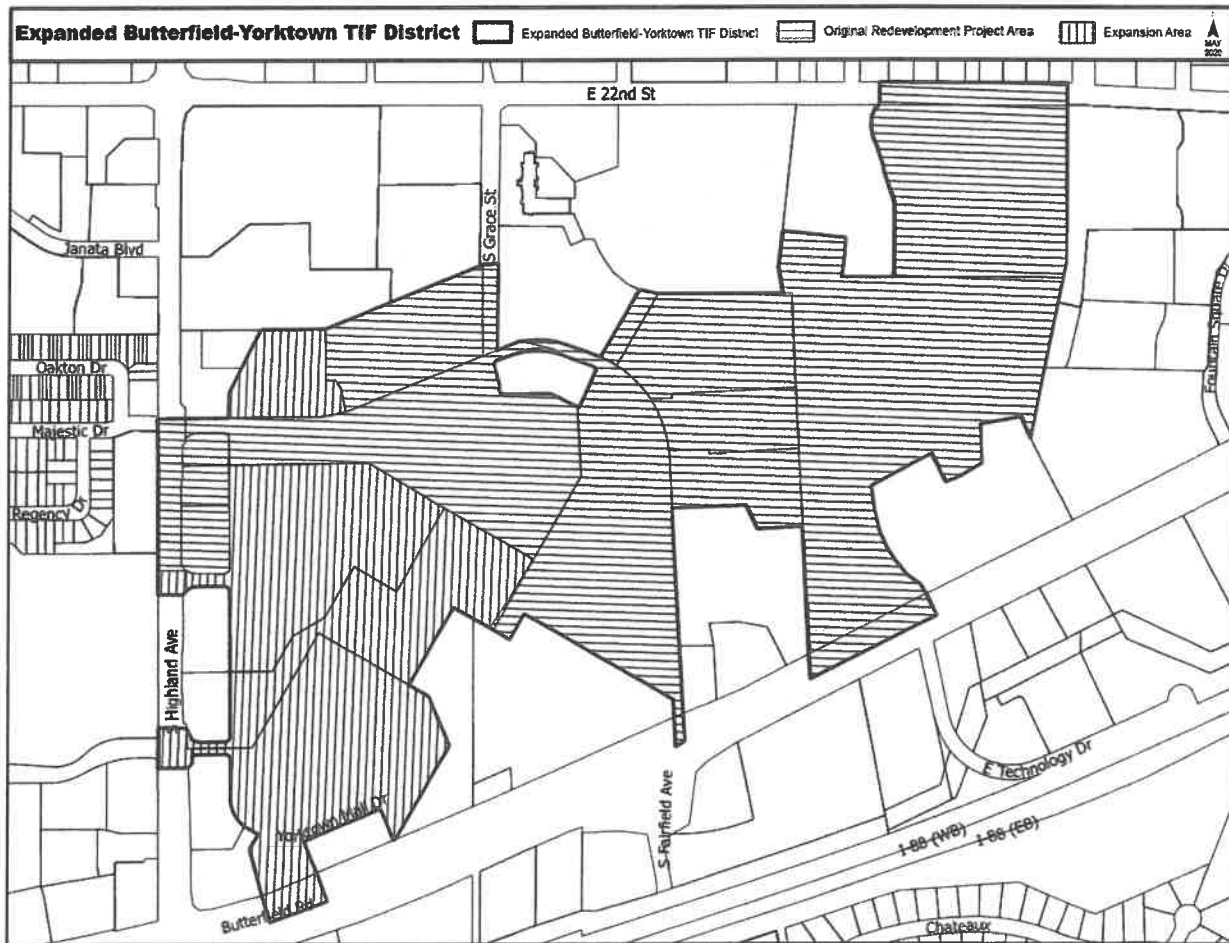 Expanded Butterfield-Yorktown TIF District
Expanded Butterfield-Yorktown TIF District
Original Redevelopment Project Area
Expansion Area
MAY
2020
E 22nd St
S Grace St
Janata Blvd
Fountain Square Dr
Oakton Dr
Majestic Dr
Regency Dr
Highland Ave
Yorktown Mall Dr
E Technology Dr
S Fairfield Ave
I-88 (WB)
I-88 (EB)
Butterfield Rd
Chateaux